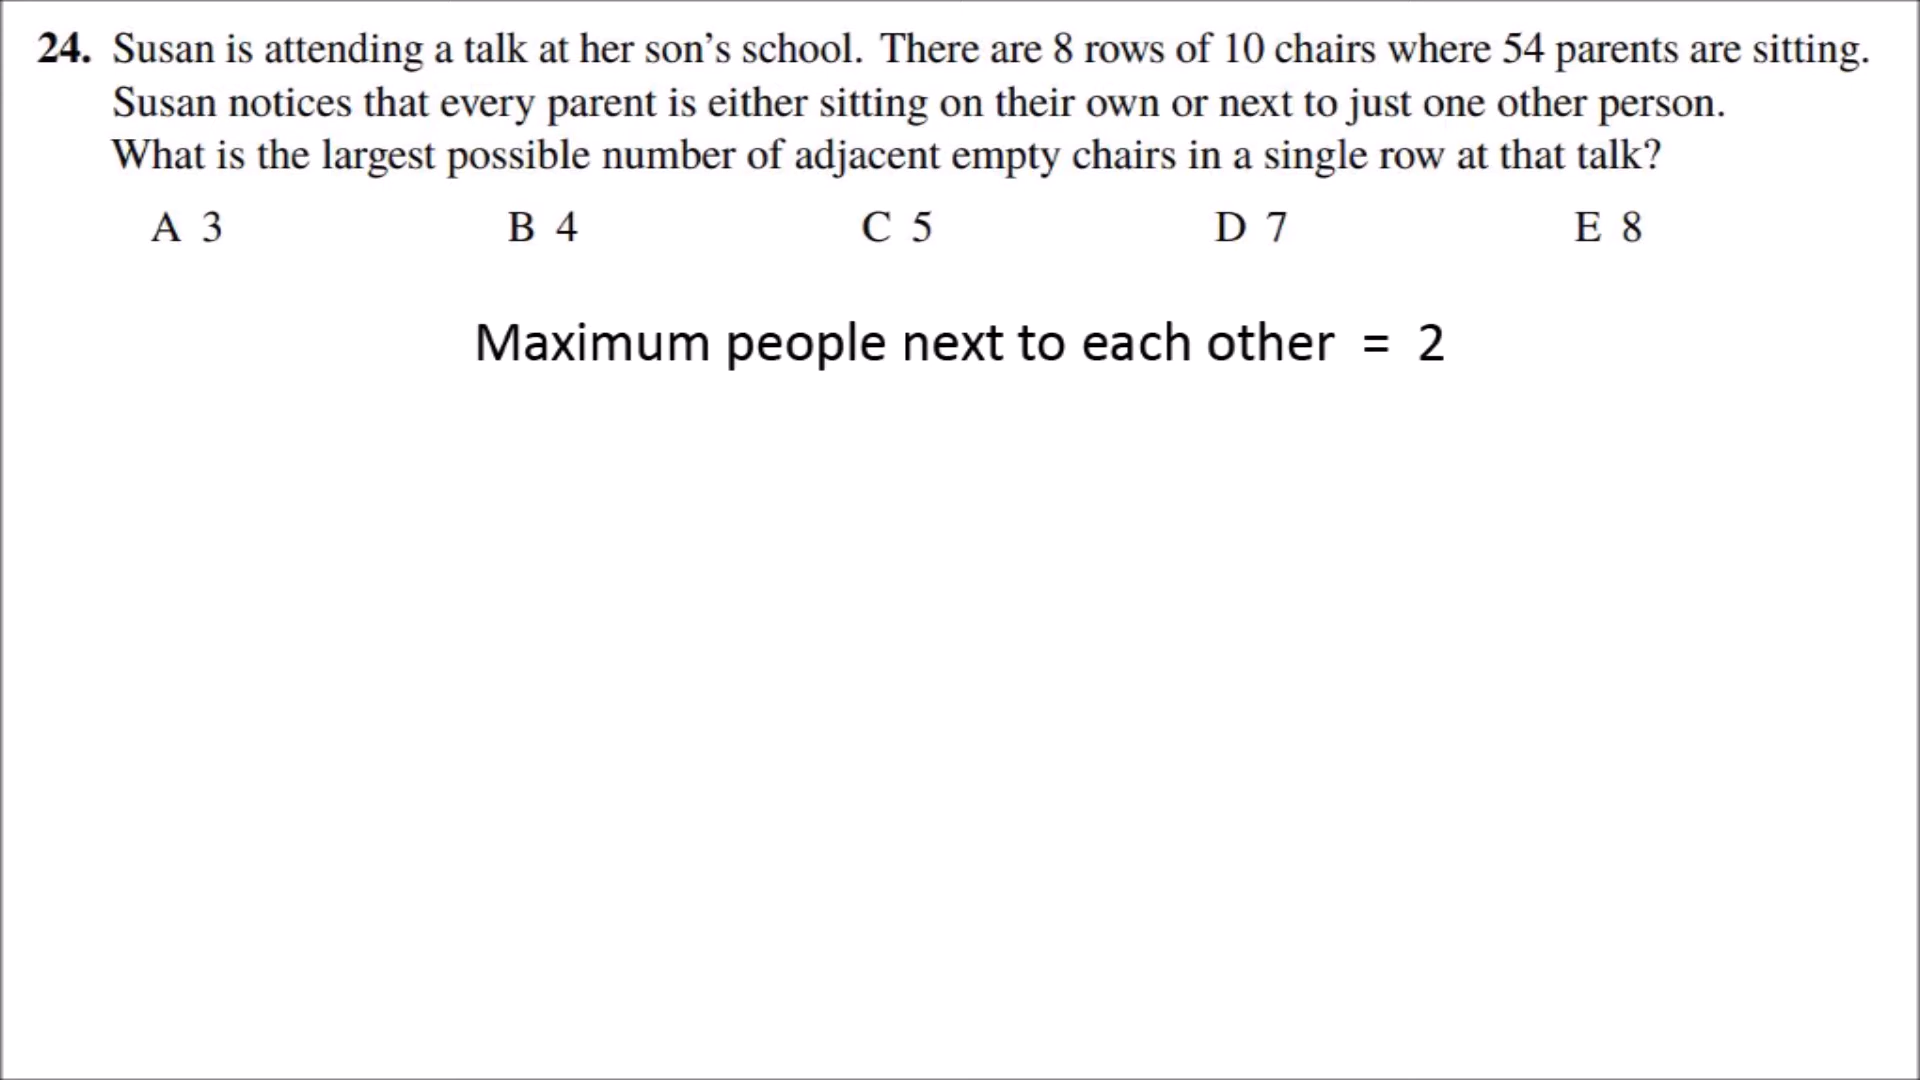 24. Susan is attending a talk at her son’s school. There are 8 rows of 10 chairs where 54 parents are sitting.
Susan notices that every parent is either sitting on their own or next to just one other person.
What is the largest possible number of adjacent empty chairs in a single row at that talk?
A 3 B 4 C 5 D 7 E 8
Maximum people next to each other = 2